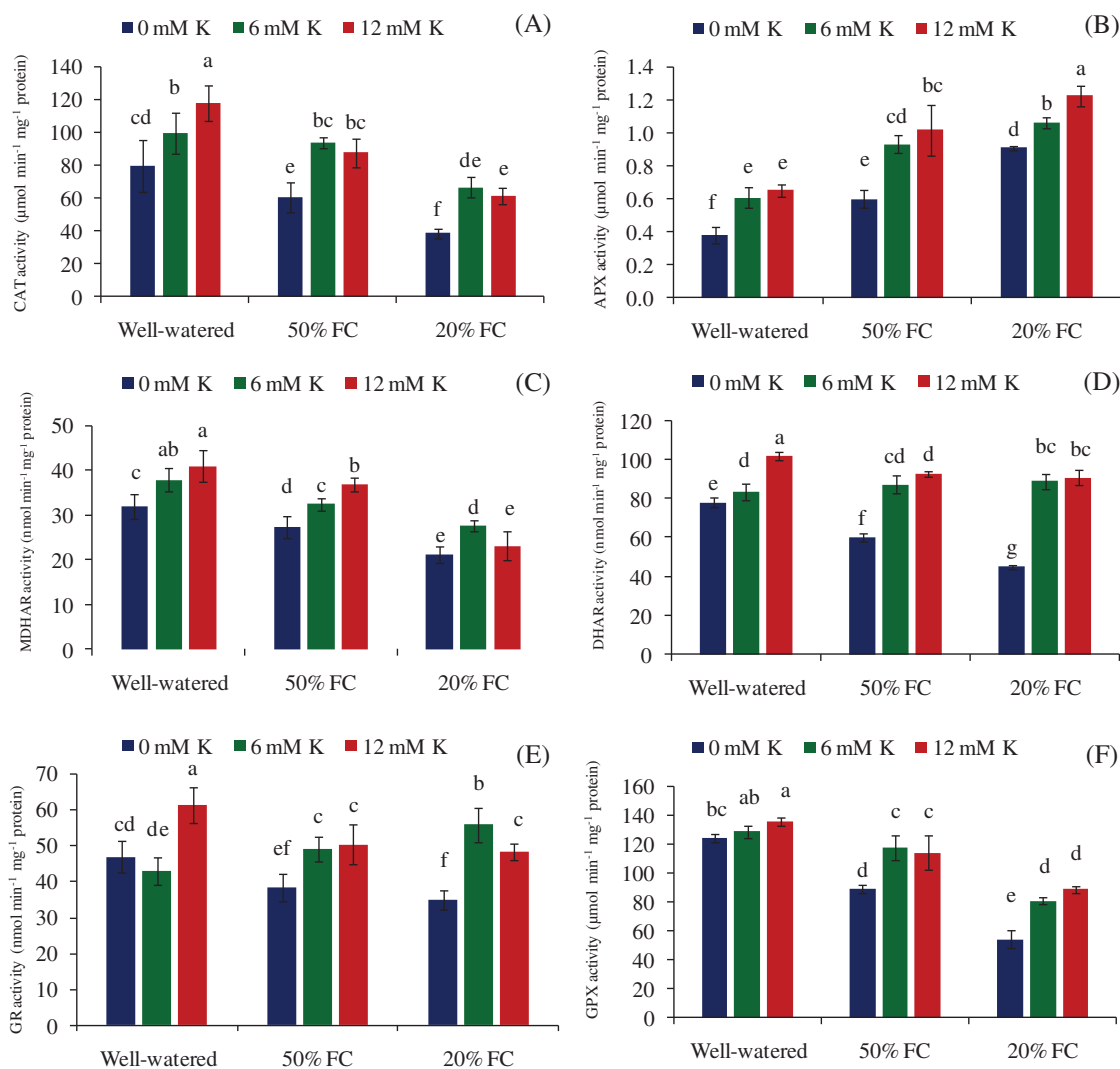 0 mM K 6 mM K 12 mM K (A)
CAT activity (µmol min⁻¹ mg⁻¹ protein)
140
120
100
80
60
40
20
0
cd b a
e bc bc
f de e
Well-watered 50% FC 20% FC
0 mM K 6 mM K 12 mM K (B)
APX activity (µmol min⁻¹ mg⁻¹ protein)
1.4
1.2
1.0
0.8
0.6
0.4
0.2
0.0
f e e
e cd bc
d b a
Well-watered 50% FC 20% FC
0 mM K 6 mM K 12 mM K (C)
MDHAR activity (nmol min⁻¹ mg⁻¹ protein)
50
40
30
20
10
0
c ab a
d c b
e d e
Well-watered 50% FC 20% FC
0 mM K 6 mM K 12 mM K (D)
DHAR activity (nmol min⁻¹ mg⁻¹ protein)
120
100
80
60
40
20
0
e d a
f cd d
g bc bc
Well-watered 50% FC 20% FC
0 mM K 6 mM K 12 mM K (E)
GR activity (nmol min⁻¹ mg⁻¹ protein)
70
60
50
40
30
20
10
0
cd de a
ef c c
f b c
Well-watered 50% FC 20% FC
0 mM K 6 mM K 12 mM K (F)
GPX activity (µmol min⁻¹ mg⁻¹ protein)
160
140
120
100
80
60
40
20
0
bc ab a
d c c
e d d
Well-watered 50% FC 20% FC